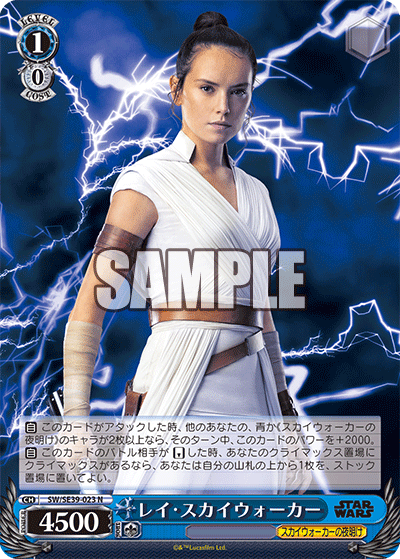 LEVEL
1
0
COST
SAMPLE
自 このカードがアタックした時、他のあなたの、青か《スカイウォーカーの
夜明け》のキャラが2枚以上なら、そのターン中、このカードのパワーを+2000。
自 このカードのバトル相手が した時、あなたのクライマックス置場に
クライマックスがあるなら、あなたは自分の山札の上から1枚を、ストック
置場に置いてよい。
CH SW/SE39-023 N
4500
レイ・スカイウォーカー
STAR WARS
スカイウォーカーの夜明け
©&™ Lucasfilm Ltd.